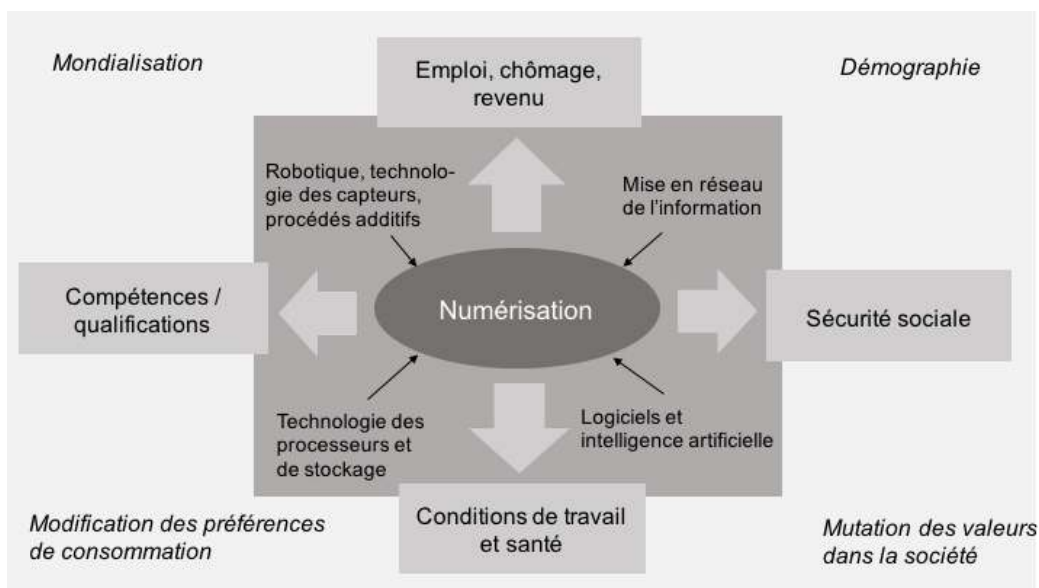 Mondialisation
Emploi, chômage,
revenu
Démographie
Robotique, technolo-
gie des capteurs,
procédés additifs
Mise en réseau
de l'information
Compétences /
qualifications
Numérisation
Sécurité sociale
Technologie des
processeurs et
de stockage
Logiciels et
intelligence artificielle
Modification des préférences
de consommation
Conditions de travail
et santé
Mutation des valeurs
dans la société